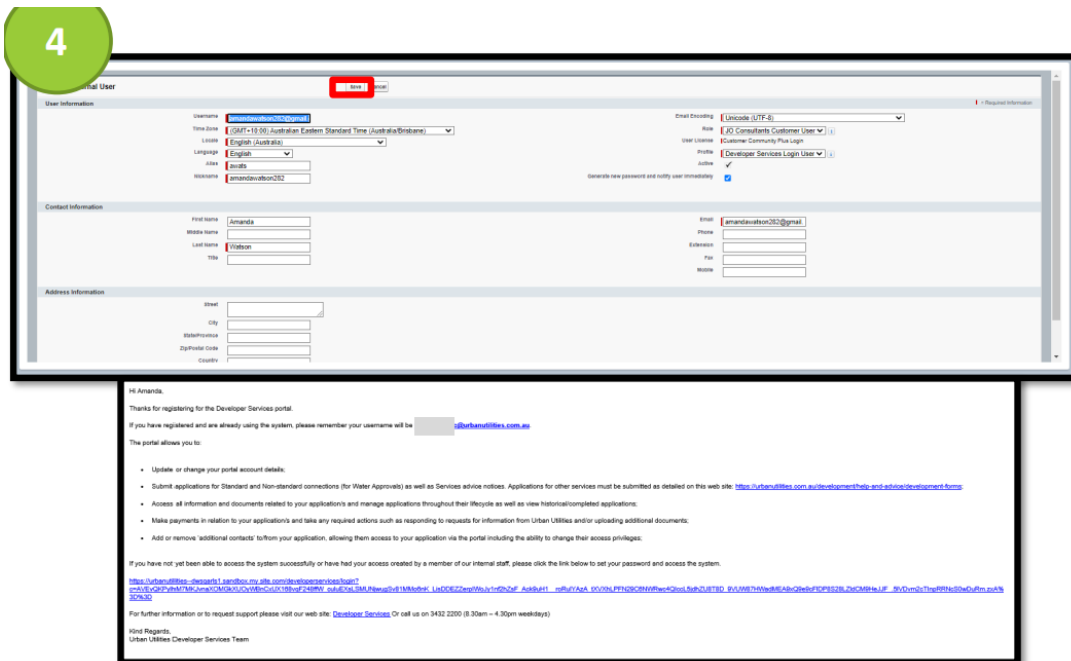 4
nal User
Save
Cancel
User Information
= Required Information
Username
amandawatson282@gmail.
Email Encoding
Unicode (UTF-8)
Time Zone
(GMT+10:00) Australian Eastern Standard Time (Australia/Brisbane)
Role
JO Consultants Customer User
Locale
English (Australia)
User License
Customer Community Plus Login
Language
English
Profile
Developer Services Login User
Alias
awats
Active
Nickname
amandawatson282
Generate new password and notify user immediately
Contact Information
First Name
Amanda
Email
amandawatson282@gmail.
Middle Name
Phone
Last Name
Watson
Extension
Title
Fax
Mobile
Address Information
Street
City
State/Province
Zip/Postal Code
Country
Hi Amanda,
Thanks for registering for the Developer Services portal.
If you have registered and are already using the system, please remember your username will be @urbanutilities.com.au.
The portal allows you to:
• Update or change your portal account details;
• Submit applications for Standard and Non-standard connections (for Water Approvals) as well as Services advice notices. Applications for other services must be submitted as detailed on this web site: https://urbanutilities.com.au/development/help-and-advice/development-forms;
• Access all information and documents related to your application/s and manage applications throughout their lifecycle as well as view historical/completed applications;
• Make payments in relation to your application/s and take any required actions such as responding to requests for information from Urban Utilities and/or uploading additional documents;
• Add or remove 'additional contacts' to/from your application, allowing them access to your application via the portal including the ability to change their access privileges;
If you have not yet been able to access the system successfully or have had your access created by a member of our internal staff, please click the link below to set your password and access the system.
https://urbanutilities--dwsqarts1.sandbox.my.site.com/developerservices/login?
3D%3D
For further information or to request support please visit our web site: Developer Services Or call us on 3432 2200 (8.30am – 4.30pm weekdays)
Kind Regards,
Urban Utilities Developer Services Team